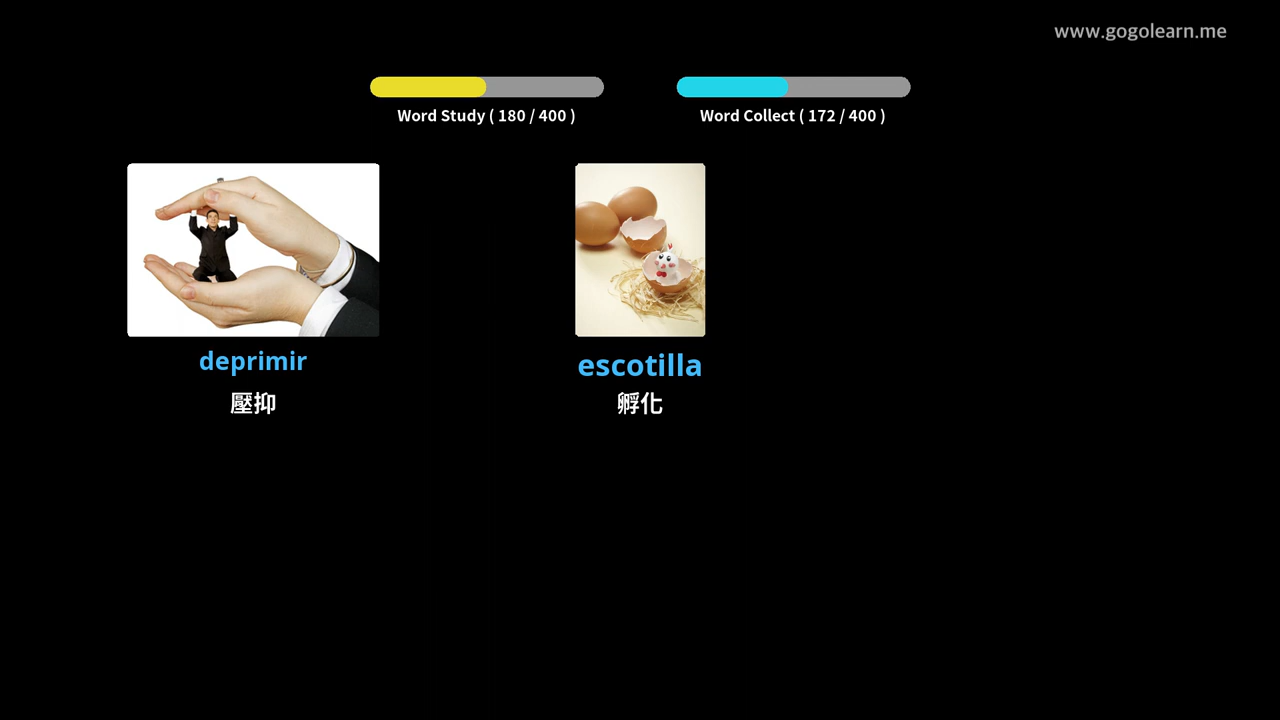 www.gogolearn.me
Word Study ( 180 / 400 )
Word Collect ( 172 / 400 )
deprimir
壓抑
escotilla
孵化